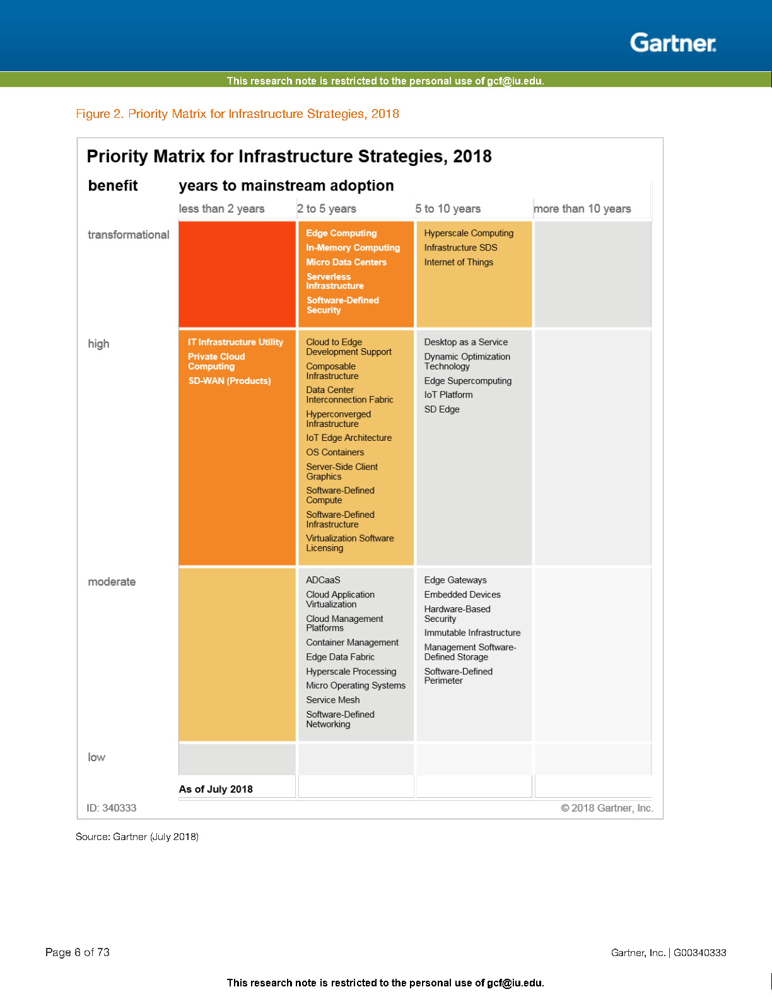 Gartner.
This research note is restricted to the personal use of gcf@iu.edu.
Figure 2. Priority Matrix for Infrastructure Strategies, 2018
Priority Matrix for Infrastructure Strategies, 2018
benefit
years to mainstream adoption
less than 2 years
2 to 5 years
5 to 10 years
more than 10 years
transformational
Edge Computing
In-Memory Computing
Micro Data Centers
Serverless
Infrastructure
Software-Defined
Security
Hyperscale Computing
Infrastructure SDS
Internet of Things
high
IT Infrastructure Utility
Private Cloud
Computing
SD-WAN (Products)
Cloud to Edge
Development Support
Composable
Infrastructure
Data Center
Interconnection Fabric
Hyperconverged
Infrastructure
IoT Edge Architecture
OS Containers
Server-Side Client
Graphics
Software-Defined
Compute
Software-Defined
Infrastructure
Virtualization Software
Licensing
Desktop as a Service
Dynamic Optimization
Technology
Edge Supercomputing
IoT Platform
SD Edge
moderate
ADCaaS
Cloud Application
Virtualization
Cloud Management
Platforms
Container Management
Edge Data Fabric
Hyperscale Processing
Micro Operating Systems
Service Mesh
Software-Defined
Networking
Edge Gateways
Embedded Devices
Hardware-Based
Security
Immutable Infrastructure
Management Software-
Defined Storage
Software-Defined
Perimeter
low
As of July 2018
ID: 340333
© 2018 Gartner, Inc.
Source: Gartner (July 2018)
Page 6 of 73
Gartner, Inc. | G00340333
This research note is restricted to the personal use of gcf@iu.edu.